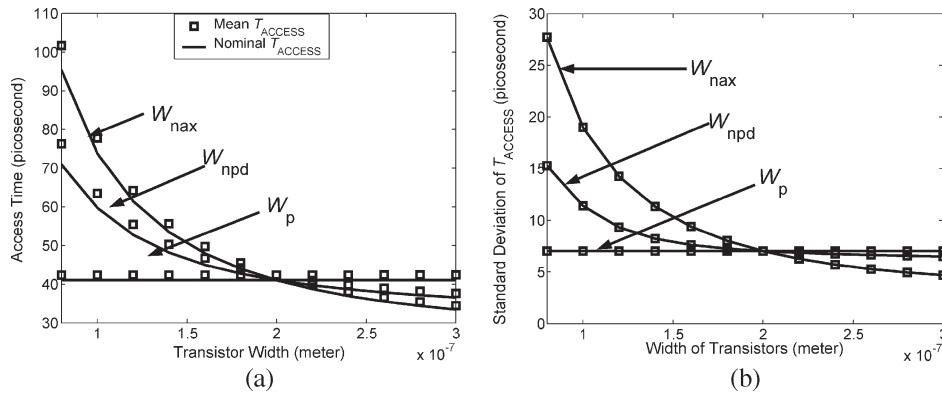 110
100
90
80
70
60
50
40
30
Access Time (picosecond)
Mean T_ACCESS
Nominal T_ACCESS
W_nax
W_npd
W_p
1 1.5 2 2.5 3
Transistor Width (meter)
x 10^-7
(a)
30
25
20
15
10
5
0
Standard Deviation of T_ACCESS (picosecond)
W_nax
W_npd
W_p
1 1.5 2 2.5 3
Width of Transistors (meter)
x 10^-7
(b)